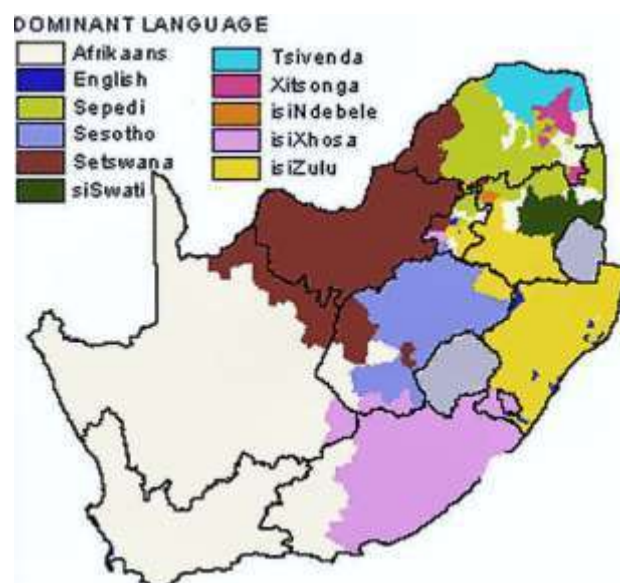 DOMINANT LANGUAGE
Afrikaans
English
Sepedi
Sesotho
Setswana
siSwati
Tsivenda
Xitsonga
isiNdebele
isiXhosa
isiZulu